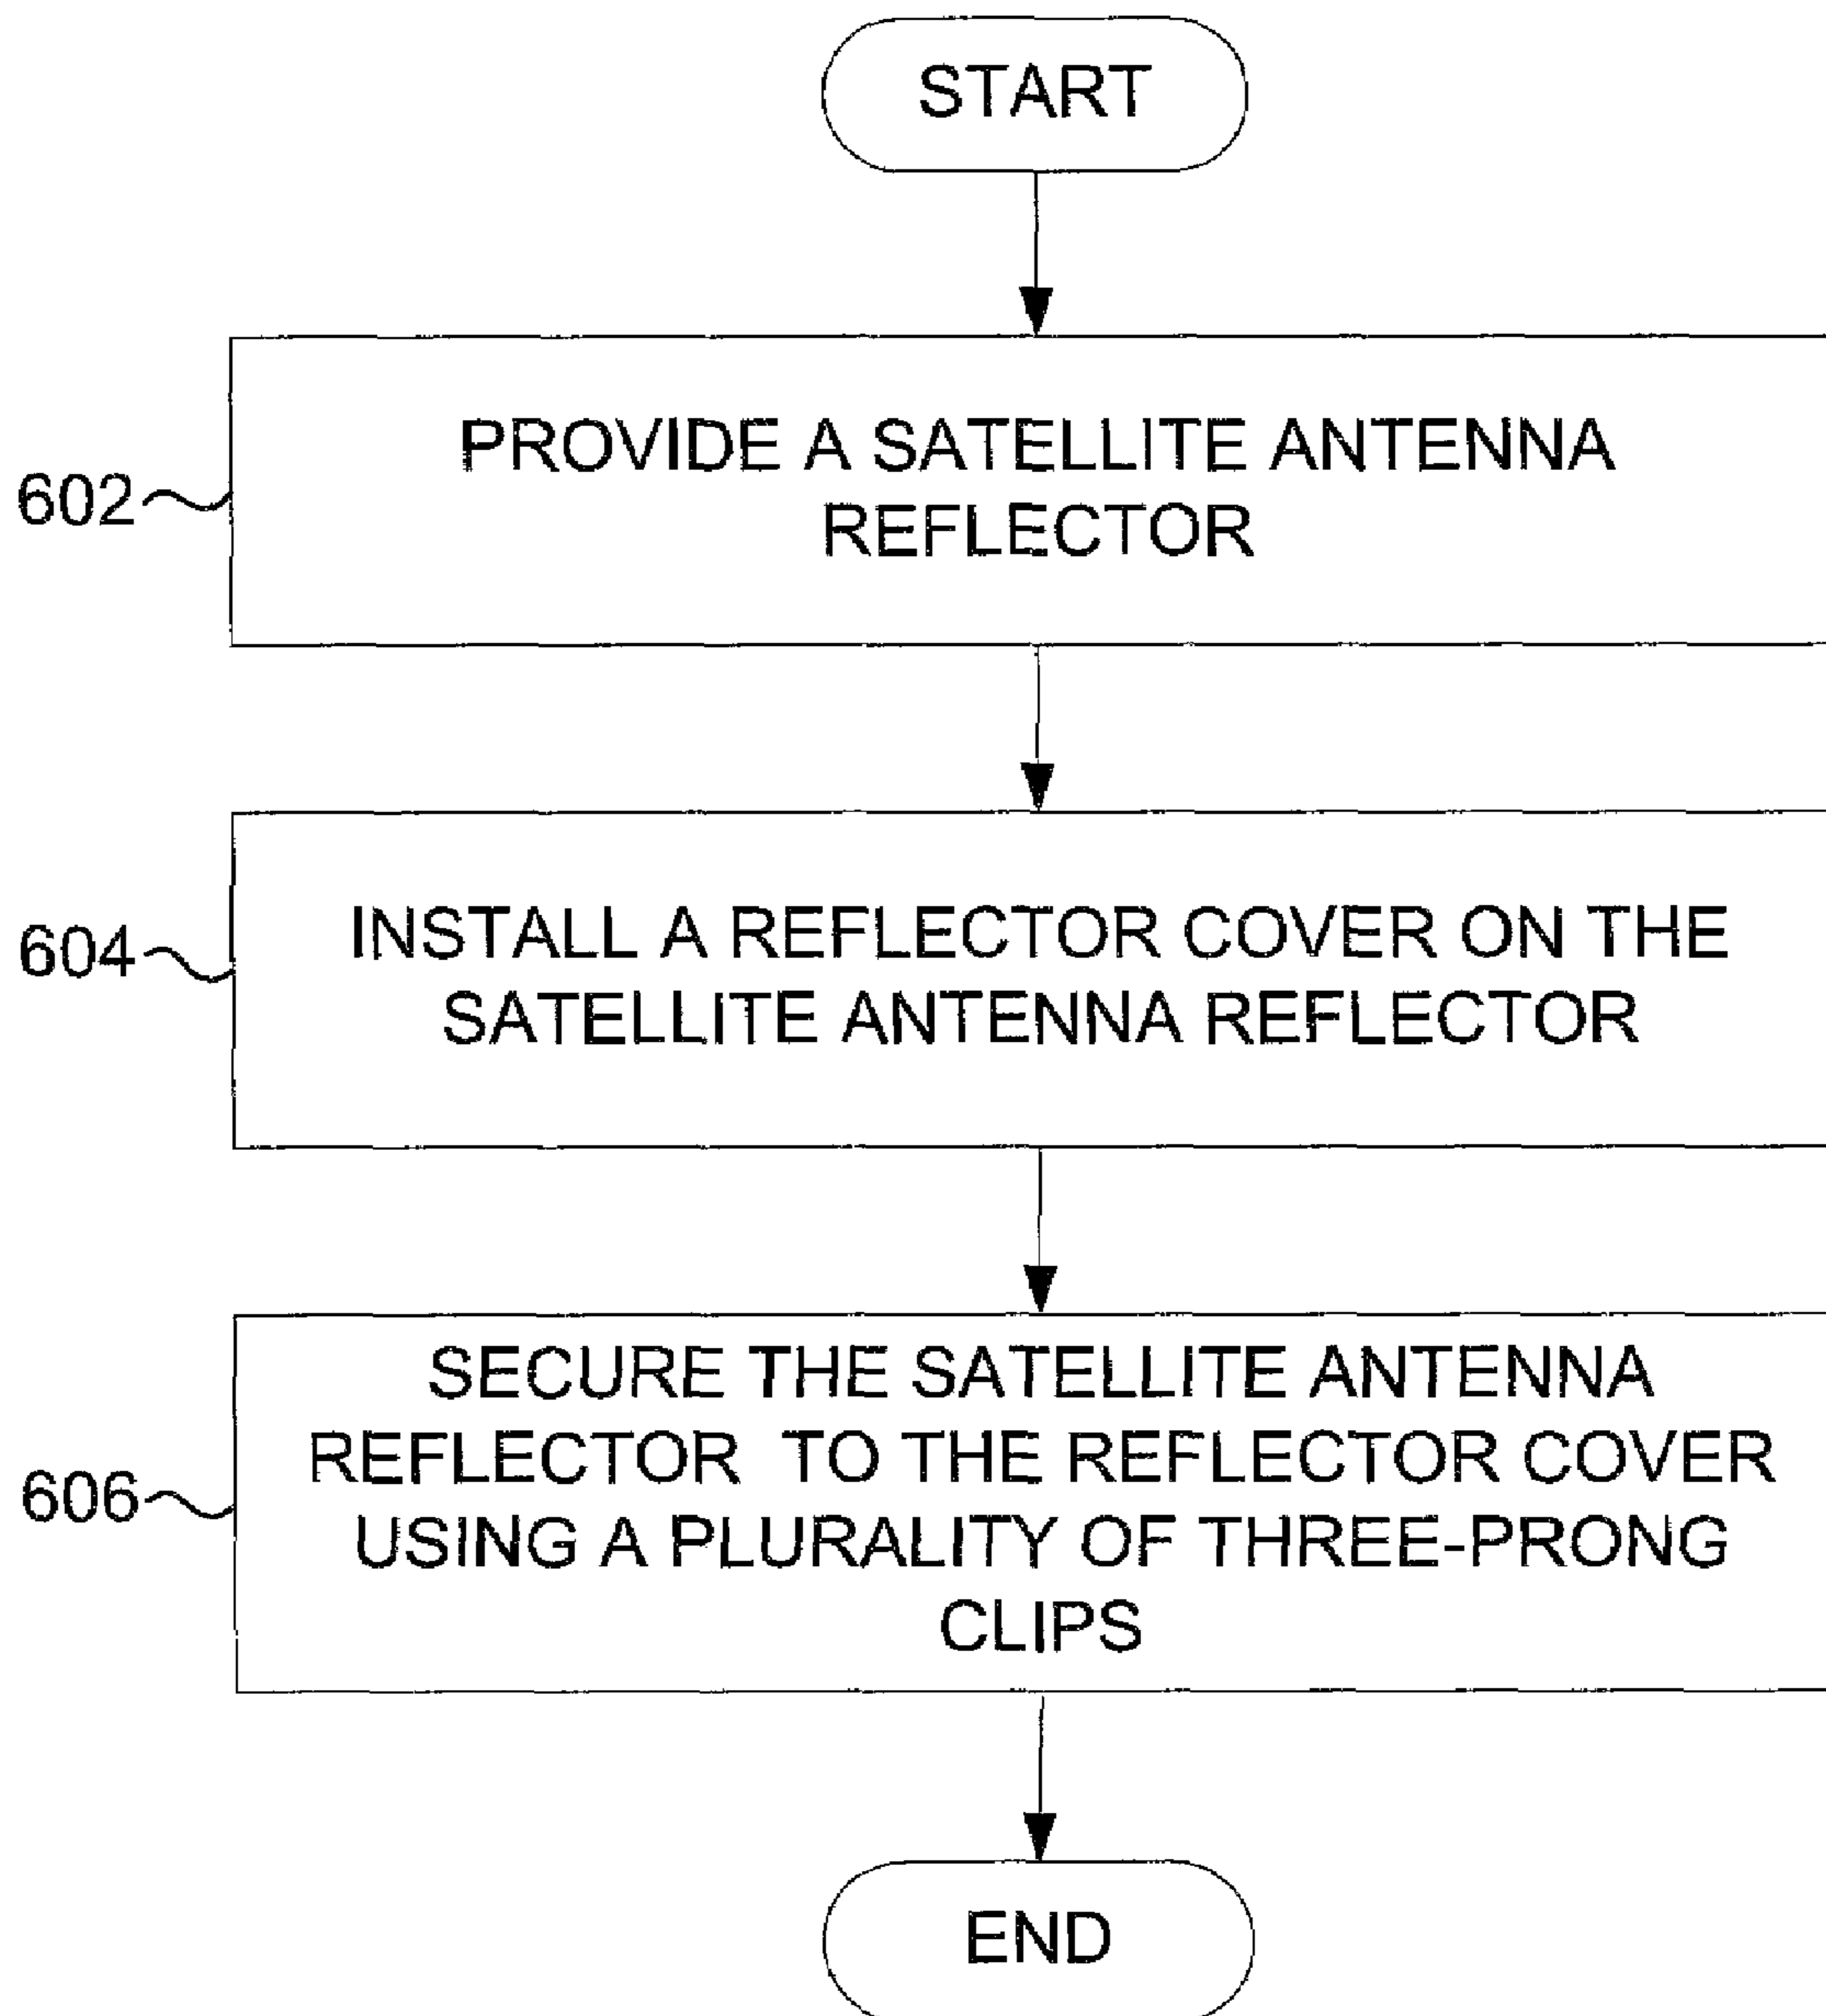 START
602
PROVIDE A SATELLITE ANTENNA
REFLECTOR
604
INSTALL A REFLECTOR COVER ON THE
SATELLITE ANTENNA REFLECTOR
606
SECURE THE SATELLITE ANTENNA
REFLECTOR TO THE REFLECTOR COVER
USING A PLURALITY OF THREE-PRONG
CLIPS
END